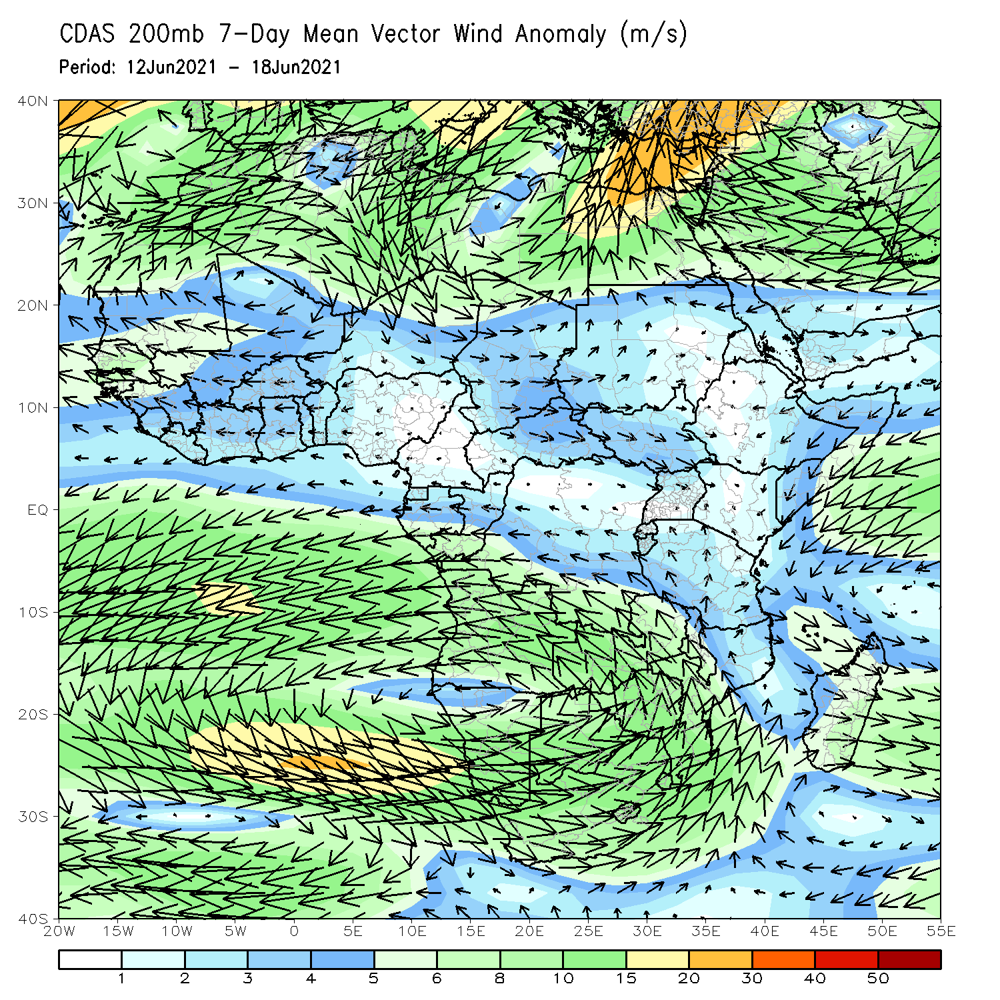 CDAS 200mb 7-Day Mean Vector Wind Anomaly (m/s)
Period: 12Jun2021 - 18Jun2021
40N
30N
20N
10N
EQ
10S
20S
30S
40S
20W 15W 10W 5W 0 5E 10E 15E 20E 25E 30E 35E 40E 45E 50E 55E
1 2 3 4 5 6 8 10 15 20 30 40 50